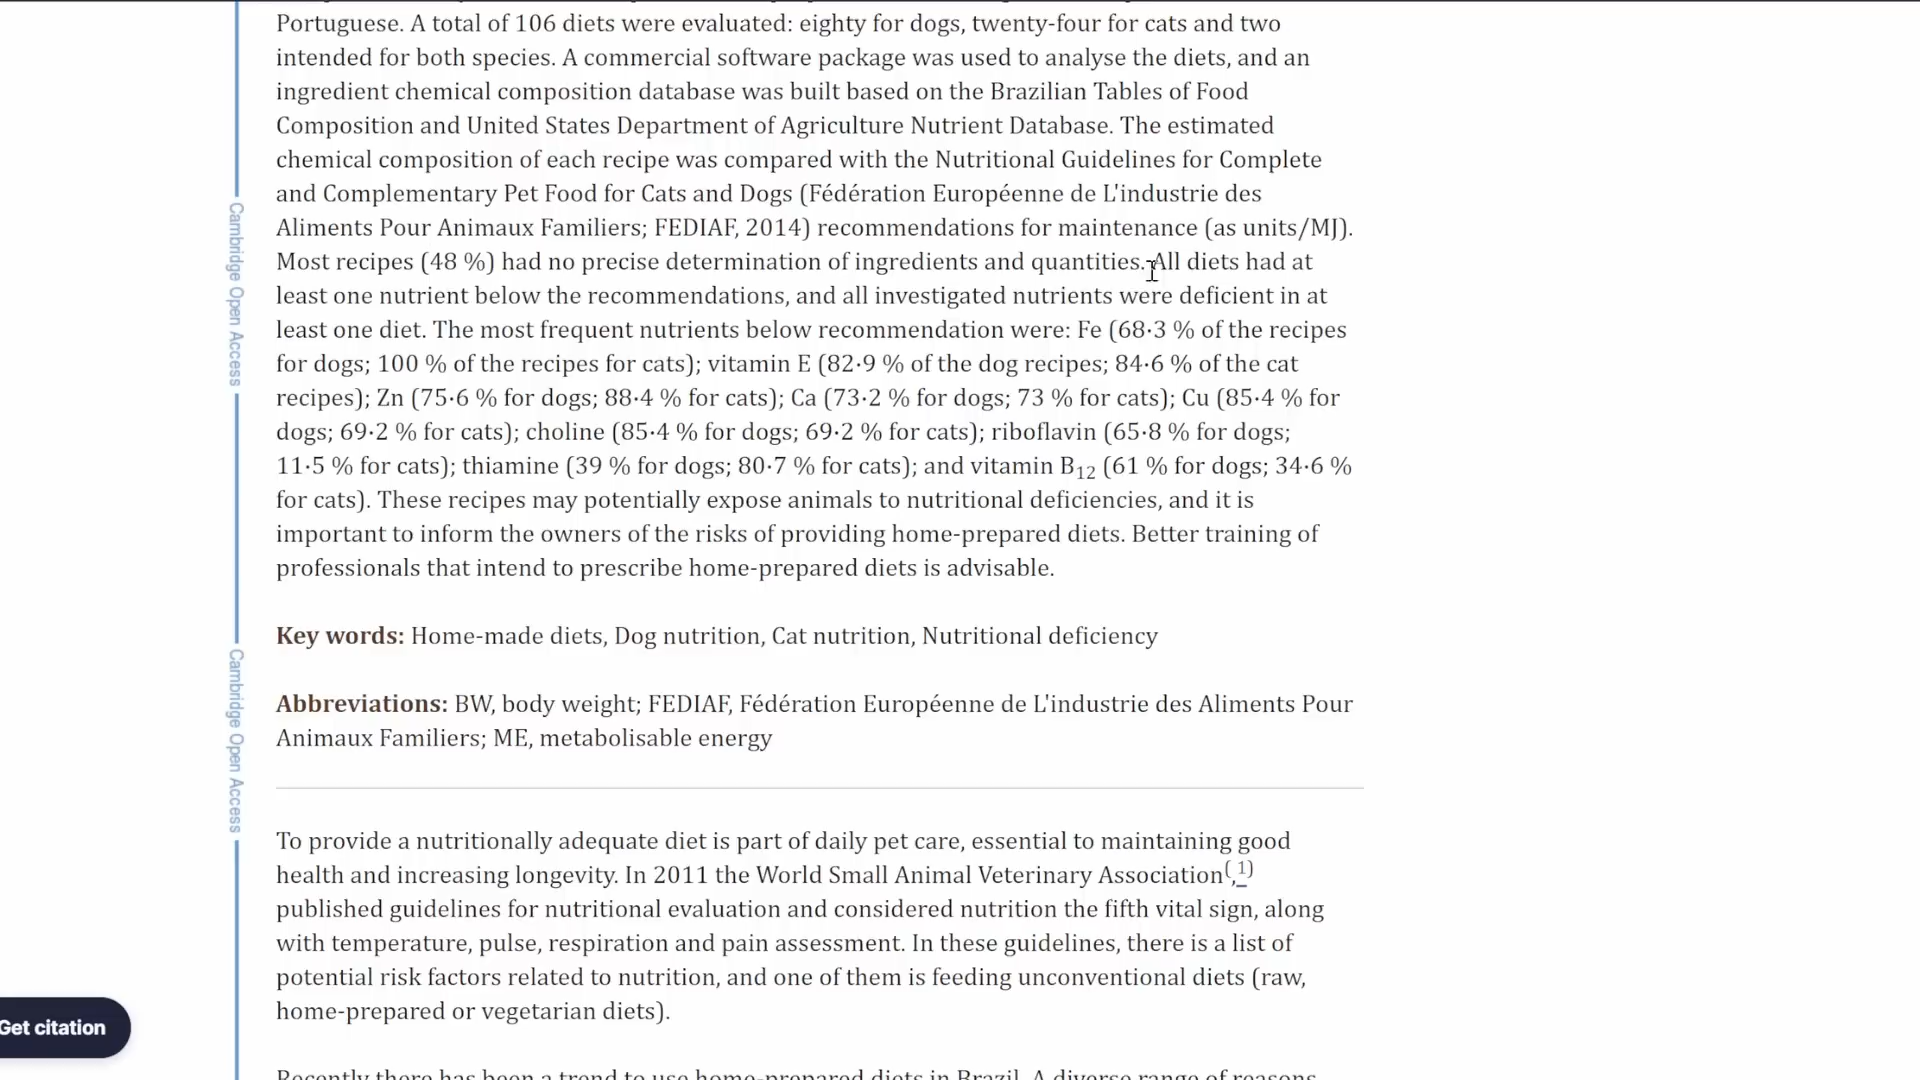 Portuguese. A total of 106 diets were evaluated: eighty for dogs, twenty-four for cats and two
intended for both species. A commercial software package was used to analyse the diets, and an
ingredient chemical composition database was built based on the Brazilian Tables of Food
Composition and United States Department of Agriculture Nutrient Database. The estimated
chemical composition of each recipe was compared with the Nutritional Guidelines for Complete
and Complementary Pet Food for Cats and Dogs (Fédération Européenne de L'industrie des
Aliments Pour Animaux Familiers; FEDIAF, 2014) recommendations for maintenance (as units/MJ).
Most recipes (48 %) had no precise determination of ingredients and quantities. All diets had at
least one nutrient below the recommendations, and all investigated nutrients were deficient in at
least one diet. The most frequent nutrients below recommendation were: Fe (68·3 % of the recipes
for dogs; 100 % of the recipes for cats); vitamin E (82·9 % of the dog recipes; 84·6 % of the cat
recipes); Zn (75·6 % for dogs; 88·4 % for cats); Ca (73·2 % for dogs; 73 % for cats); Cu (85·4 % for
dogs; 69·2 % for cats); choline (85·4 % for dogs; 69·2 % for cats); riboflavin (65·8 % for dogs;
11·5 % for cats); thiamine (39 % for dogs; 80·7 % for cats); and vitamin B12 (61 % for dogs; 34·6 %
for cats). These recipes may potentially expose animals to nutritional deficiencies, and it is
important to inform the owners of the risks of providing home-prepared diets. Better training of
professionals that intend to prescribe home-prepared diets is advisable.
Key words: Home-made diets, Dog nutrition, Cat nutrition, Nutritional deficiency
Abbreviations: BW, body weight; FEDIAF, Fédération Européenne de L'industrie des Aliments Pour
Animaux Familiers; ME, metabolisable energy
To provide a nutritionally adequate diet is part of daily pet care, essential to maintaining good
health and increasing longevity. In 2011 the World Small Animal Veterinary Association(,1)
published guidelines for nutritional evaluation and considered nutrition the fifth vital sign, along
with temperature, pulse, respiration and pain assessment. In these guidelines, there is a list of
potential risk factors related to nutrition, and one of them is feeding unconventional diets (raw,
home-prepared or vegetarian diets).
Recently there has been a trend to use home-prepared diets in Brazil. A diverse range of reasons
Cambridge Open Access
Cambridge Open Access
Get citation